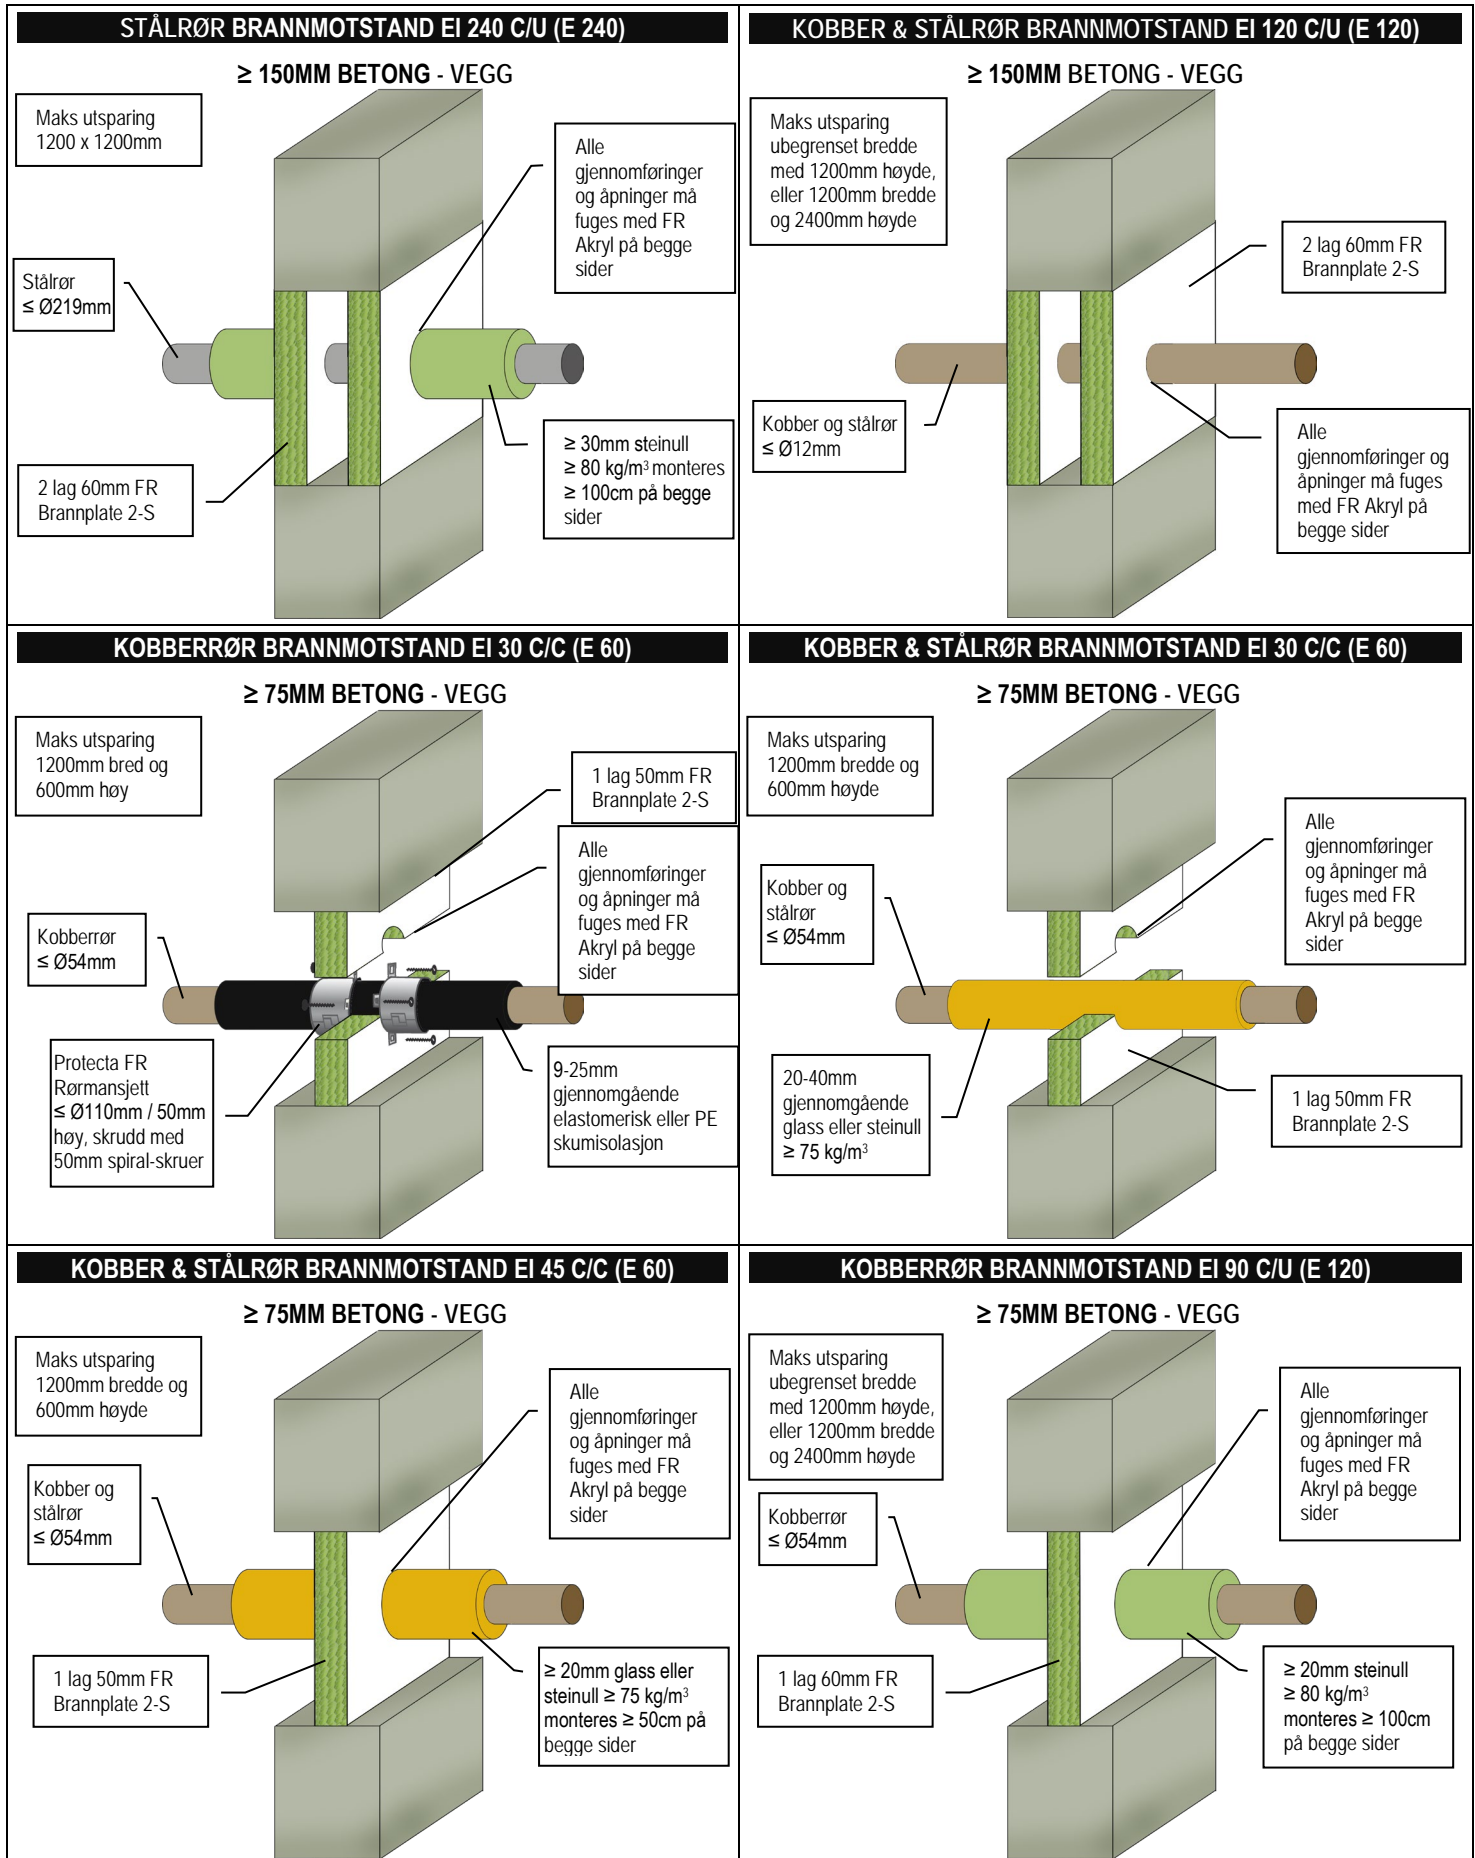 STÅLRØR BRANNMOTSTAND EI 240 C/U (E 240)
≥ 150MM BETONG - VEGG
Maks utsparing
1200 x 1200mm
Alle
gjennomføringer
og åpninger må
fuges med FR
Akryl på begge
sider
Stålrør
≤ Ø219mm
2 lag 60mm FR
Brannplate 2-S
≥ 30mm steinull
≥ 80 kg/m³ monteres
≥ 100cm på begge
sider
KOBBER & STÅLRØR BRANNMOTSTAND EI 120 C/U (E 120)
≥ 150MM BETONG - VEGG
Maks utsparing
ubegrenset bredde
med 1200mm høyde,
eller 1200mm bredde
og 2400mm høyde
2 lag 60mm FR
Brannplate 2-S
Kobber og stålrør
≤ Ø12mm
Alle
gjennomføringer og
åpninger må fuges
med FR Akryl på
begge sider
KOBBERRØR BRANNMOTSTAND EI 30 C/C (E 60)
≥ 75MM BETONG - VEGG
Maks utsparing
1200mm bred og
600mm høy
1 lag 50mm FR
Brannplate 2-S
Alle
gjennomføringer
og åpninger må
fuges med FR
Akryl på begge
sider
Kobberrør
≤ Ø54mm
Protecta FR
Rørmansjett
≤ Ø110mm / 50mm
høy, skrudd med
50mm spiral-skruer
9-25mm
gjennomgående
elastomerisk eller PE
skumisolasjon
KOBBER & STÅLRØR BRANNMOTSTAND EI 30 C/C (E 60)
≥ 75MM BETONG - VEGG
Maks utsparing
1200mm bredde og
600mm høyde
Alle
gjennomføringer
og åpninger må
fuges med FR
Akryl på begge
sider
Kobber og
stålrør
≤ Ø54mm
20-40mm
gjennomgående
glass eller steinull
≥ 75 kg/m³
1 lag 50mm FR
Brannplate 2-S
KOBBER & STÅLRØR BRANNMOTSTAND EI 45 C/C (E 60)
≥ 75MM BETONG - VEGG
Maks utsparing
1200mm bredde og
600mm høyde
Alle
gjennomføringer
og åpninger må
fuges med FR
Akryl på begge
sider
Kobber og
stålrør
≤ Ø54mm
1 lag 50mm FR
Brannplate 2-S
≥ 20mm glass eller
steinull ≥ 75 kg/m³
monteres ≥ 50cm på
begge sider
KOBBERRØR BRANNMOTSTAND EI 90 C/U (E 120)
≥ 75MM BETONG - VEGG
Maks utsparing
ubegrenset bredde
med 1200mm høyde,
eller 1200mm bredde
og 2400mm høyde
Alle
gjennomføringer
og åpninger må
fuges med FR
Akryl på begge
sider
Kobberrør
≤ Ø54mm
1 lag 60mm FR
Brannplate 2-S
≥ 20mm steinull
≥ 80 kg/m³
monteres ≥ 100cm
på begge sider